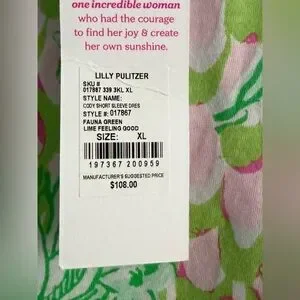 one incredible woman
who had the courage
to find her joy & create
her own sunshine.
LILLY PULITZER
SKU #
017867 339 3KL XL
STYLE NAME:
CODY SHORT SLEEVE DRES
STYLE #: 017867
FAUNA GREEN
LIME FEELING GOOD
SIZE: XL
197367 200959
MANUFACTURER'S SUGGESTED PRICE
$108.00